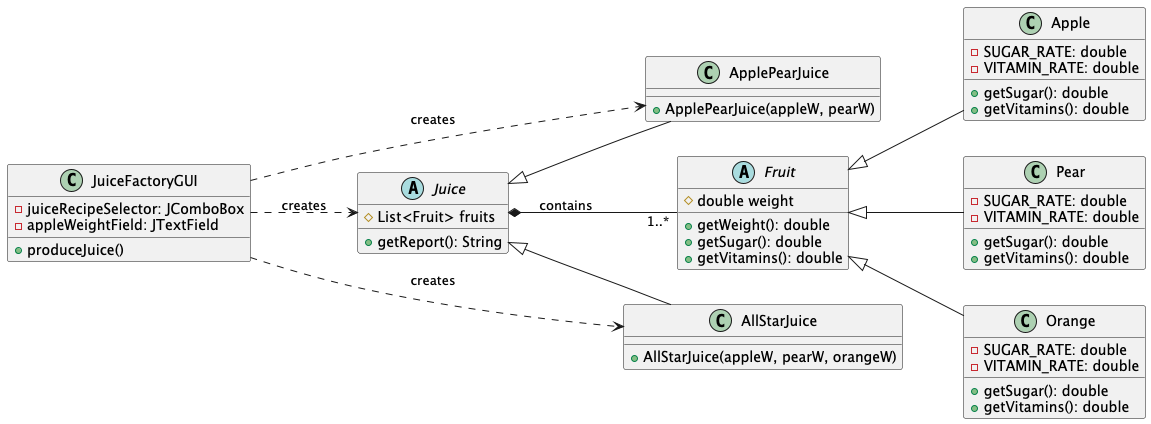 C Apple
SUGAR_RATE: double
VITAMIN_RATE: double
getSugar(): double
getVitamins(): double
C ApplePearJuice
ApplePearJuice(appleW, pearW)
creates
C JuiceFactoryGUI
juiceRecipeSelector: JComboBox
appleWeightField: JTextField
produceJuice()
creates
A Juice
List<Fruit> fruits
getReport(): String
contains
1..*
A Fruit
double weight
getWeight(): double
getSugar(): double
getVitamins(): double
C Pear
SUGAR_RATE: double
VITAMIN_RATE: double
getSugar(): double
getVitamins(): double
creates
C AllStarJuice
AllStarJuice(appleW, pearW, orangeW)
C Orange
SUGAR_RATE: double
VITAMIN_RATE: double
getSugar(): double
getVitamins(): double